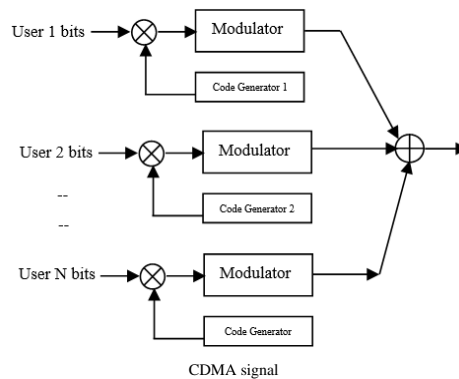 User 1 bits
Modulator
Code Generator 1
User 2 bits
Modulator
--
Code Generator 2
--
User N bits
Modulator
Code Generator
CDMA signal